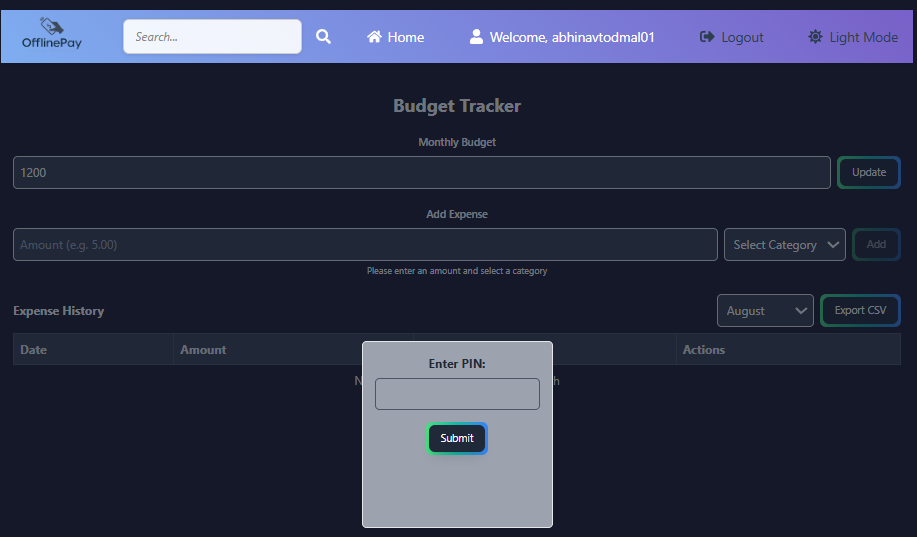 OfflinePay
Search...
Home
Welcome, abhinavtodmal01
Logout
Light Mode
Budget Tracker
Monthly Budget
1200
Update
Add Expense
Amount (e.g. 5.00)
Select Category
Add
Please enter an amount and select a category
Expense History
August
Export CSV
Date
Amount
Actions
Enter PIN:
Submit